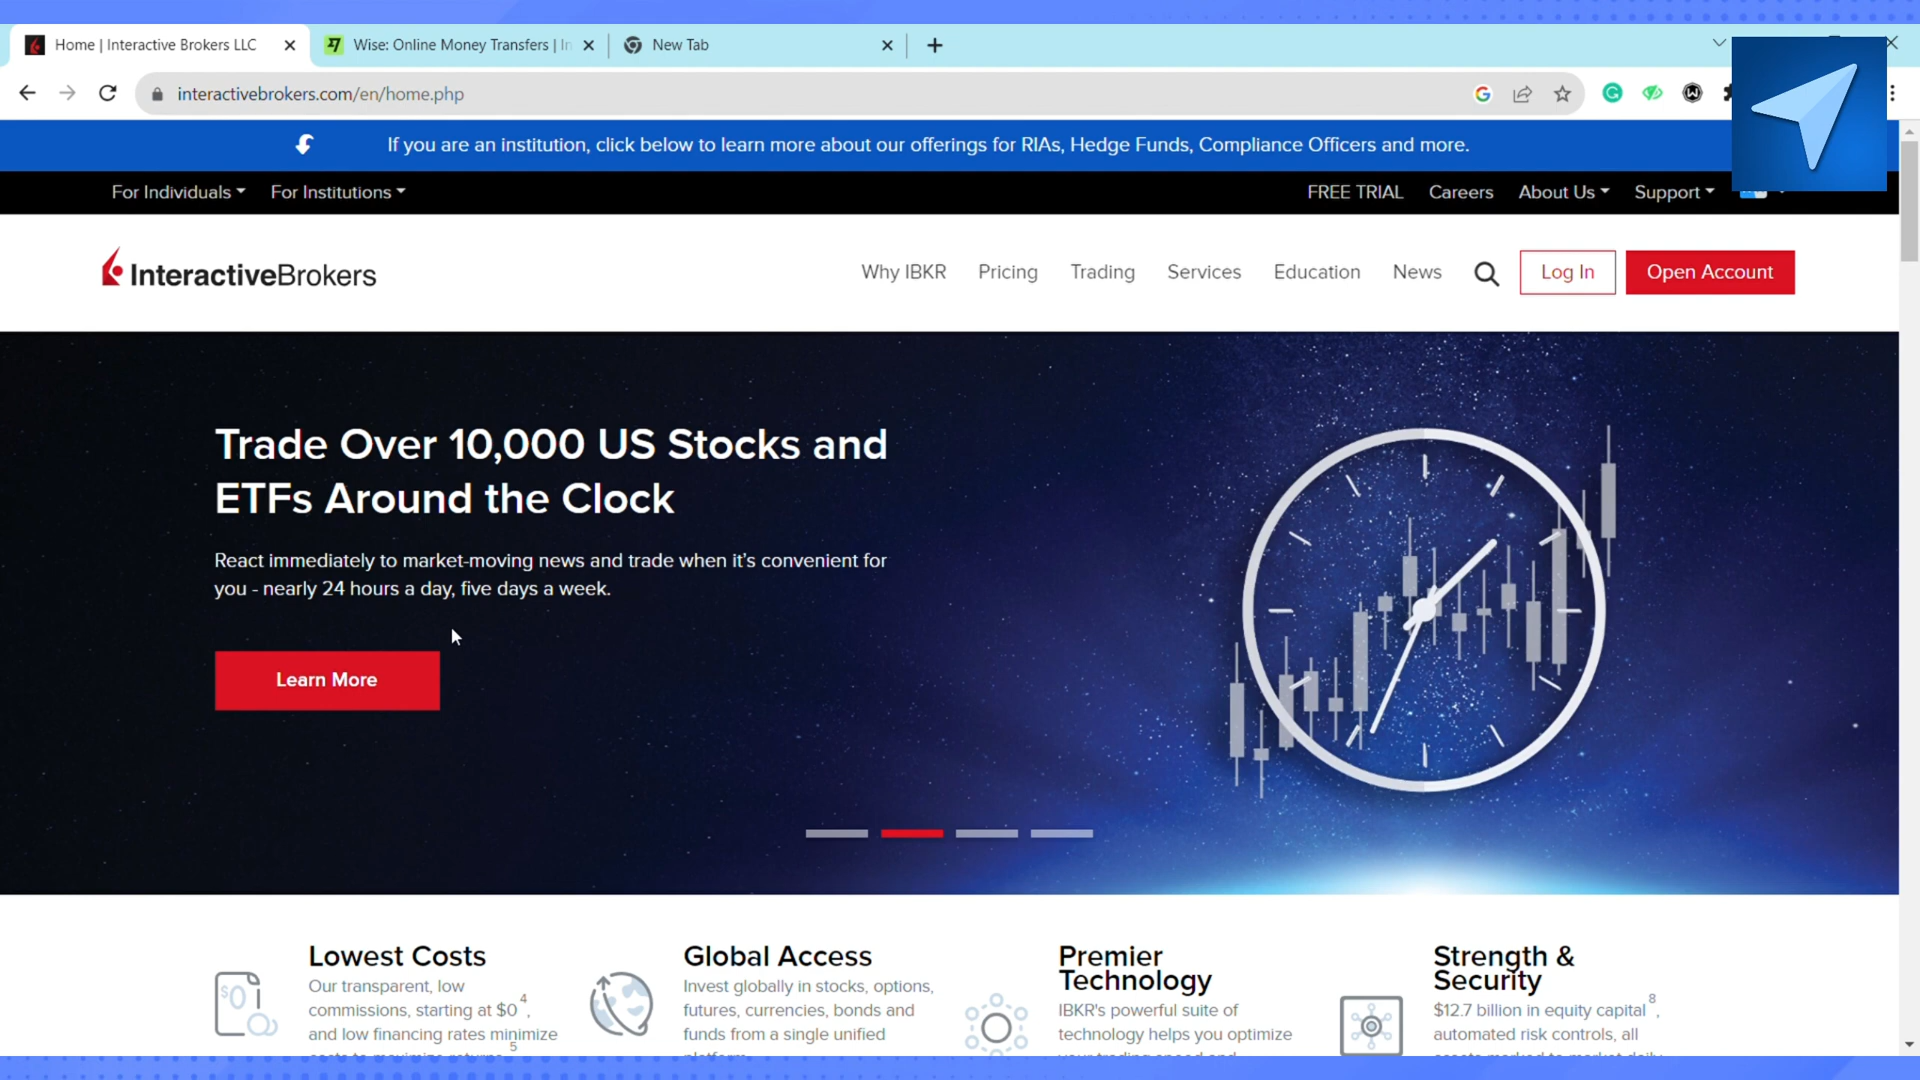 Home | Interactive Brokers LLC
Wise: Online Money Transfers | In
New Tab
interactivebrokers.com/en/home.php
If you are an institution, click below to learn more about our offerings for RIAs, Hedge Funds, Compliance Officers and more.
For Individuals
For Institutions
FREE TRIAL
Careers
About Us
Support
InteractiveBrokers
Why IBKR
Pricing
Trading
Services
Education
News
Log In
Open Account
Trade Over 10,000 US Stocks and
ETFs Around the Clock
React immediately to market-moving news and trade when it's convenient for
you - nearly 24 hours a day, five days a week.
Learn More
$0
Lowest Costs
Our transparent, low
commissions, starting at $0 4,
and low financing rates minimize
costs to maximize returns. 5
Global Access
Invest globally in stocks, options,
futures, currencies, bonds and
funds from a single unified
platform.
Premier
Technology
IBKR's powerful suite of
technology helps you optimize
your trading speed and
Strength &
Security
$12.7 billion in equity capital 8,
automated risk controls, all
assets marked to market daily